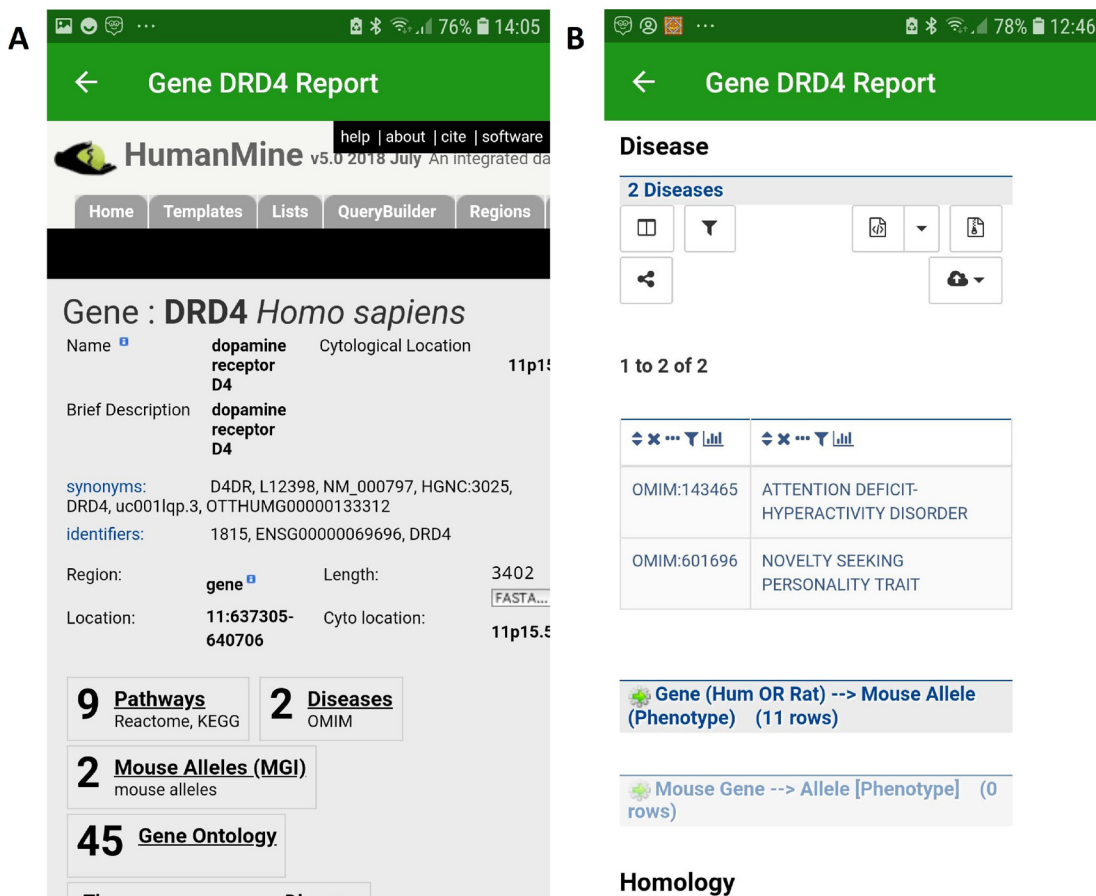 A
76% 14:05
Gene DRD4 Report
help | about | cite | software
HumanMine v5.0 2018 July An integrated da
Home Templates Lists QueryBuilder Regions
Gene : DRD4 Homo sapiens
Name dopamine receptor D4 Cytological Location 11p15
Brief Description dopamine receptor D4
synonyms: D4DR, L12398, NM_000797, HGNC:3025,
DRD4, uc001lqp.3, OTTHUMG00000133312
identifiers: 1815, ENSG00000069696, DRD4
Region: gene Length: 3402
FASTA...
Location: 11:637305-640706 Cyto location: 11p15.5
9 Pathways
Reactome, KEGG
2 Diseases
OMIM
2 Mouse Alleles (MGI)
mouse alleles
45 Gene Ontology
B
78% 12:46
Gene DRD4 Report
Disease
2 Diseases
1 to 2 of 2
OMIM:143465 ATTENTION DEFICIT-
HYPERACTIVITY DISORDER
OMIM:601696 NOVELTY SEEKING
PERSONALITY TRAIT
Gene (Hum OR Rat) --> Mouse Allele
(Phenotype) (11 rows)
Mouse Gene --> Allele [Phenotype] (0
rows)
Homology